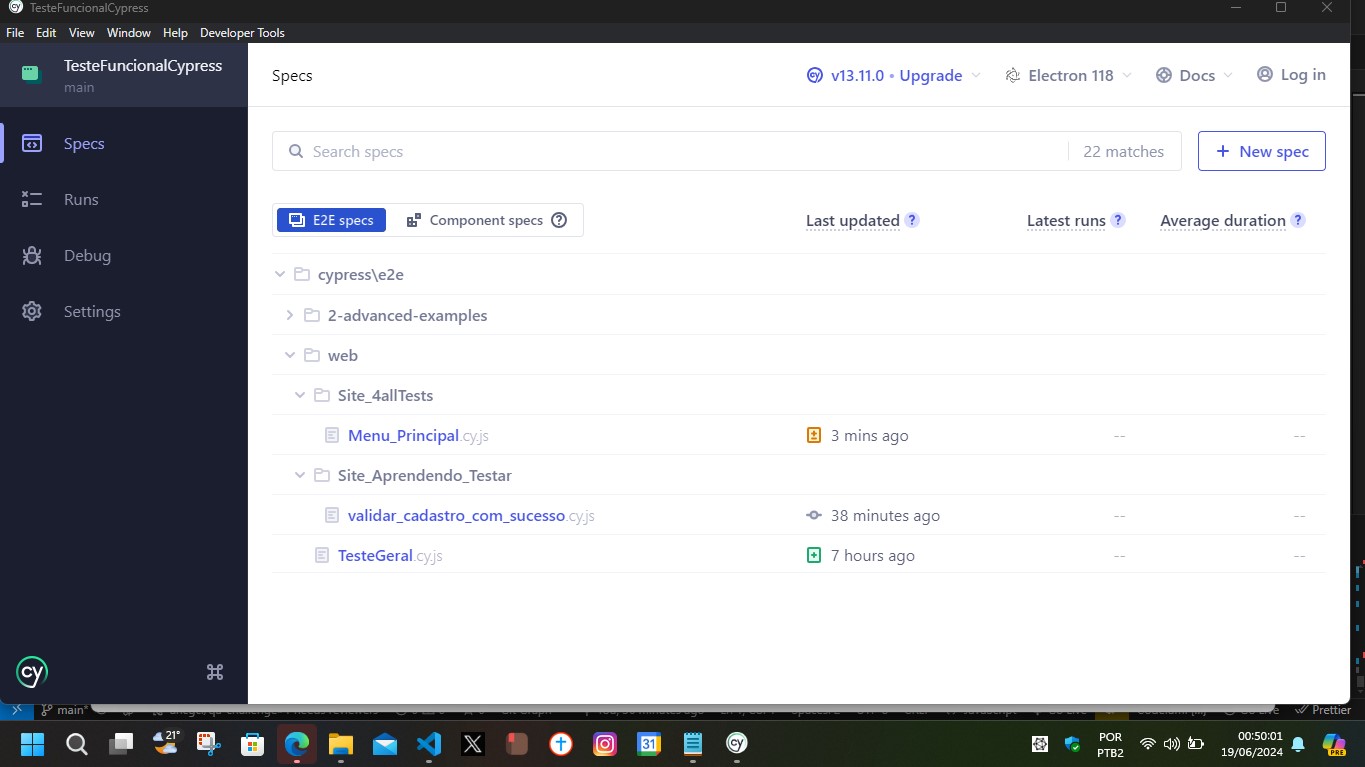 TesteFuncionalCypress
File Edit View Window Help Developer Tools
TesteFuncionalCypress
main
Specs
Runs
Debug
Settings
cy
Specs
v13.11.0 • Upgrade
Electron 118
Docs
Log in
Search specs
22 matches
+ New spec
E2E specs
Component specs
Last updated
Latest runs
Average duration
cypress\e2e
2-advanced-examples
web
Site_4allTests
Menu_Principal.cy.js 3 mins ago -- --
Site_Aprendendo_Testar
validar_cadastro_com_sucesso.cy.js 38 minutes ago -- --
TesteGeral.cy.js 7 hours ago -- --
main*
Prettier
21°
31
cy
POR
PTB2
00:50:01
19/06/2024
PRE